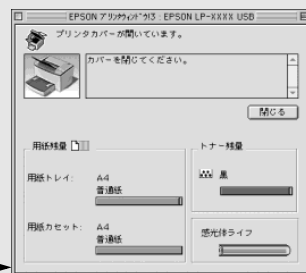 EPSON プリンタウィンドウ!3 : EPSON LP-XXXX USB
プリンタカバーが開いています。
カバーを閉じてください。
閉じる
用紙残量
トナー残量
用紙トレイ: A4
普通紙
黒
用紙カセット: A4
普通紙
感光体ライフ